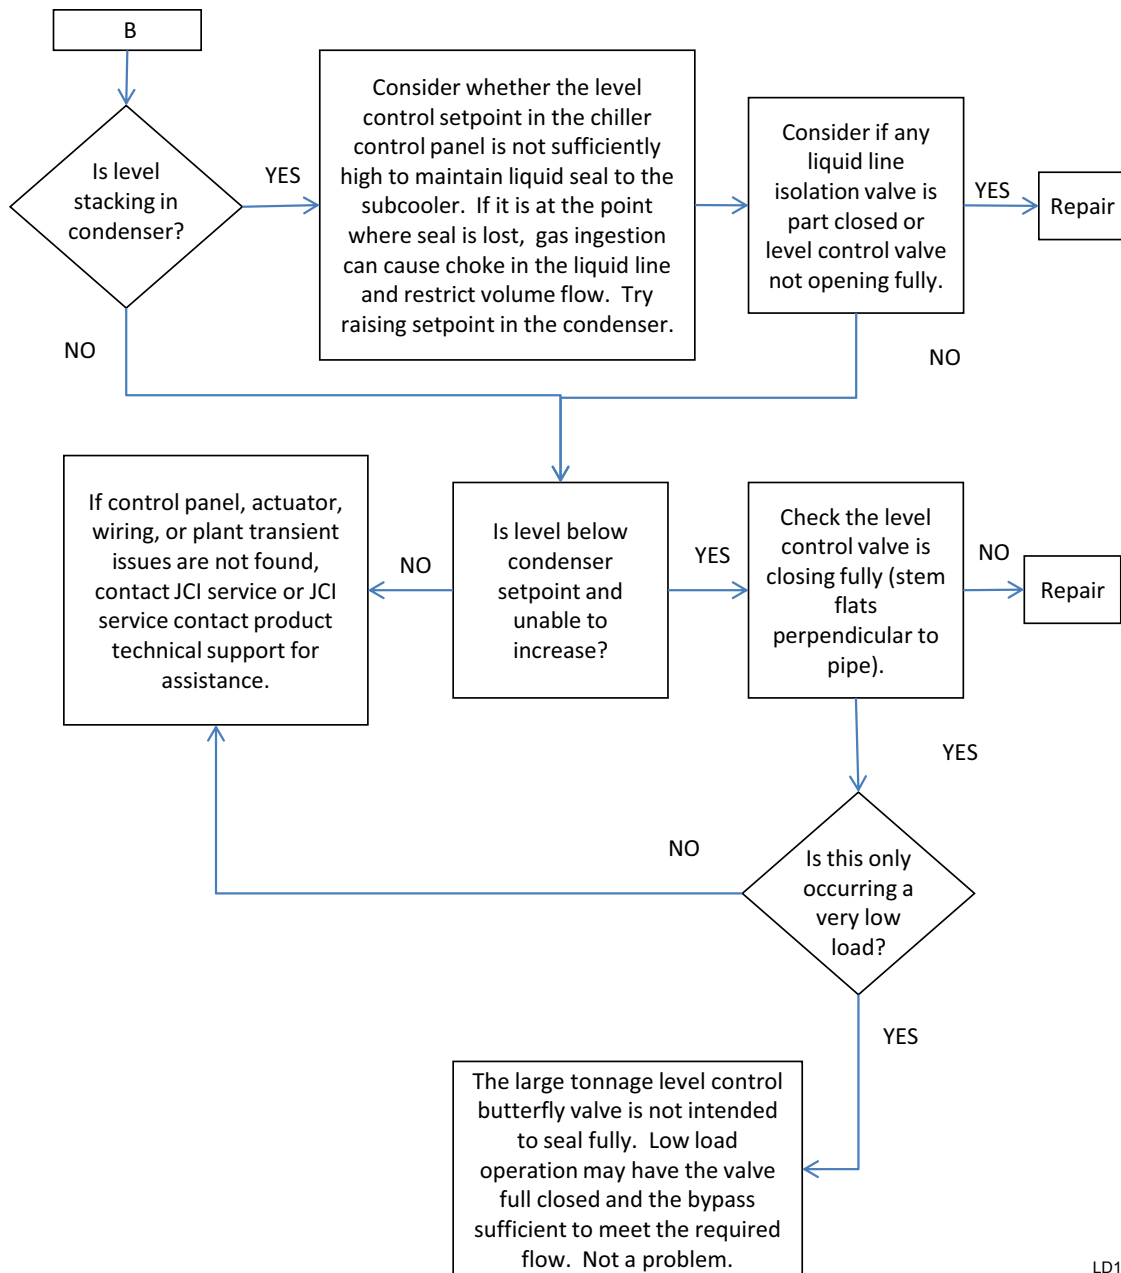 B
Is level
stacking in
condenser?
YES
NO
Consider whether the level
control setpoint in the chiller
control panel is not sufficiently
high to maintain liquid seal to the
subcooler.  If it is at the point
where seal is lost,  gas ingestion
can cause choke in the liquid line
and restrict volume flow.  Try
raising setpoint in the condenser.
Consider if any
liquid line
isolation valve is
part closed or
level control valve
not opening fully.
YES
Repair
NO
If control panel, actuator,
wiring, or plant transient
issues are not found,
contact JCI service or JCI
service contact product
technical support for
assistance.
NO
Is level below
condenser
setpoint and
unable to
increase?
YES
Check the level
control valve is
closing fully (stem
flats
perpendicular to
pipe).
NO
Repair
YES
NO
Is this only
occurring a
very low
load?
YES
The large tonnage level control
butterfly valve is not intended
to seal fully.  Low load
operation may have the valve
full closed and the bypass
sufficient to meet the required
flow.  Not a problem.
LD1